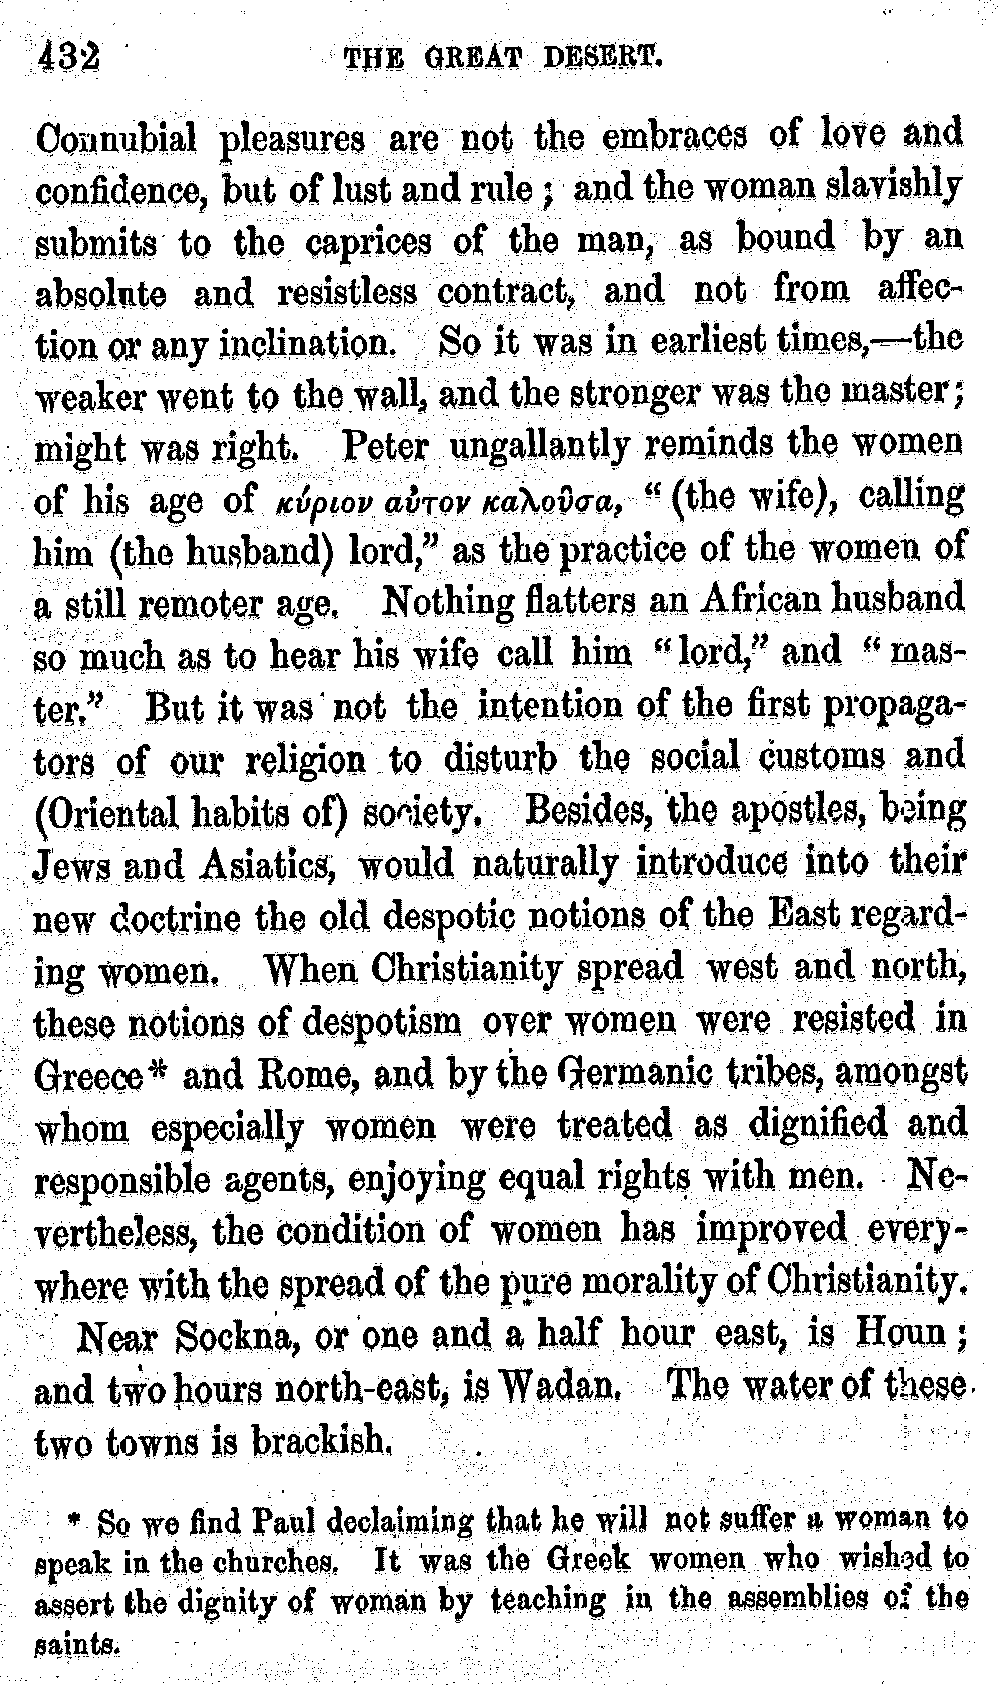 432 THE GREAT DESERT.
Connubial pleasures are not the embraces of love and
confidence, but of lust and rule; and the woman slavishly
submits to the caprices of the man, as bound by an
absolute and resistless contract, and not from affec-
tion or any inclination. So it was in earliest times,—the
weaker went to the wall, and the stronger was the master;
might was right. Peter ungallantly reminds the women
of his age of κύριον αὐτον καλοῦσα, “(the wife), calling
him (the husband) lord,” as the practice of the women of
a still remoter age. Nothing flatters an African husband
so much as to hear his wife call him “lord,” and “mas-
ter.” But it was not the intention of the first propaga-
tors of our religion to disturb the social customs and
(Oriental habits of) society. Besides, the apostles, being
Jews and Asiatics, would naturally introduce into their
new doctrine the old despotic notions of the East regard-
ing women. When Christianity spread west and north,
these notions of despotism over women were resisted in
Greece* and Rome, and by the Germanic tribes, amongst
whom especially women were treated as dignified and
responsible agents, enjoying equal rights with men. Ne-
vertheless, the condition of women has improved every-
where with the spread of the pure morality of Christianity.
Near Sockna, or one and a half hour east, is Houn;
and two hours north-east, is Wadan. The water of these
two towns is brackish.
* So we find Paul declaiming that he will not suffer a woman to
speak in the churches. It was the Greek women who wished to
assert the dignity of woman by teaching in the assemblies of the
saints.